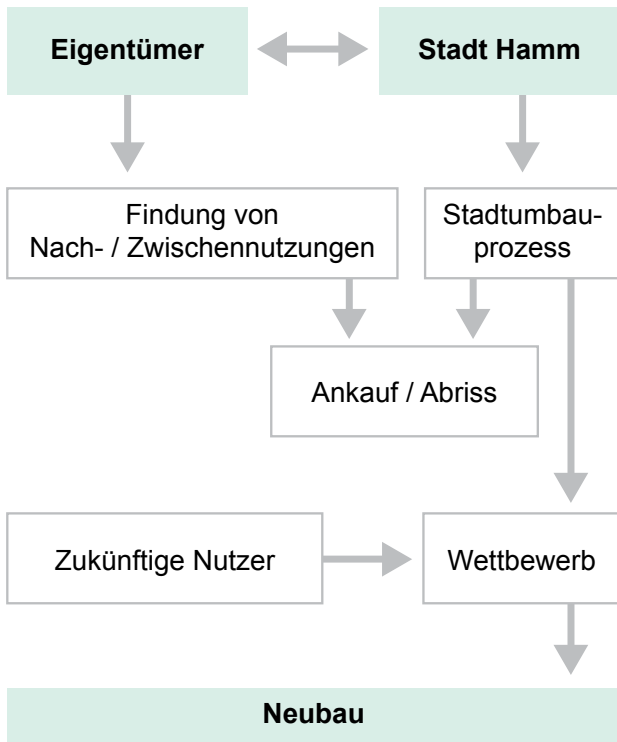 Eigentümer
Stadt Hamm
Findung von
Nach- / Zwischennutzungen
Stadtumbau-
prozess
Ankauf / Abriss
Zukünftige Nutzer
Wettbewerb
Neubau